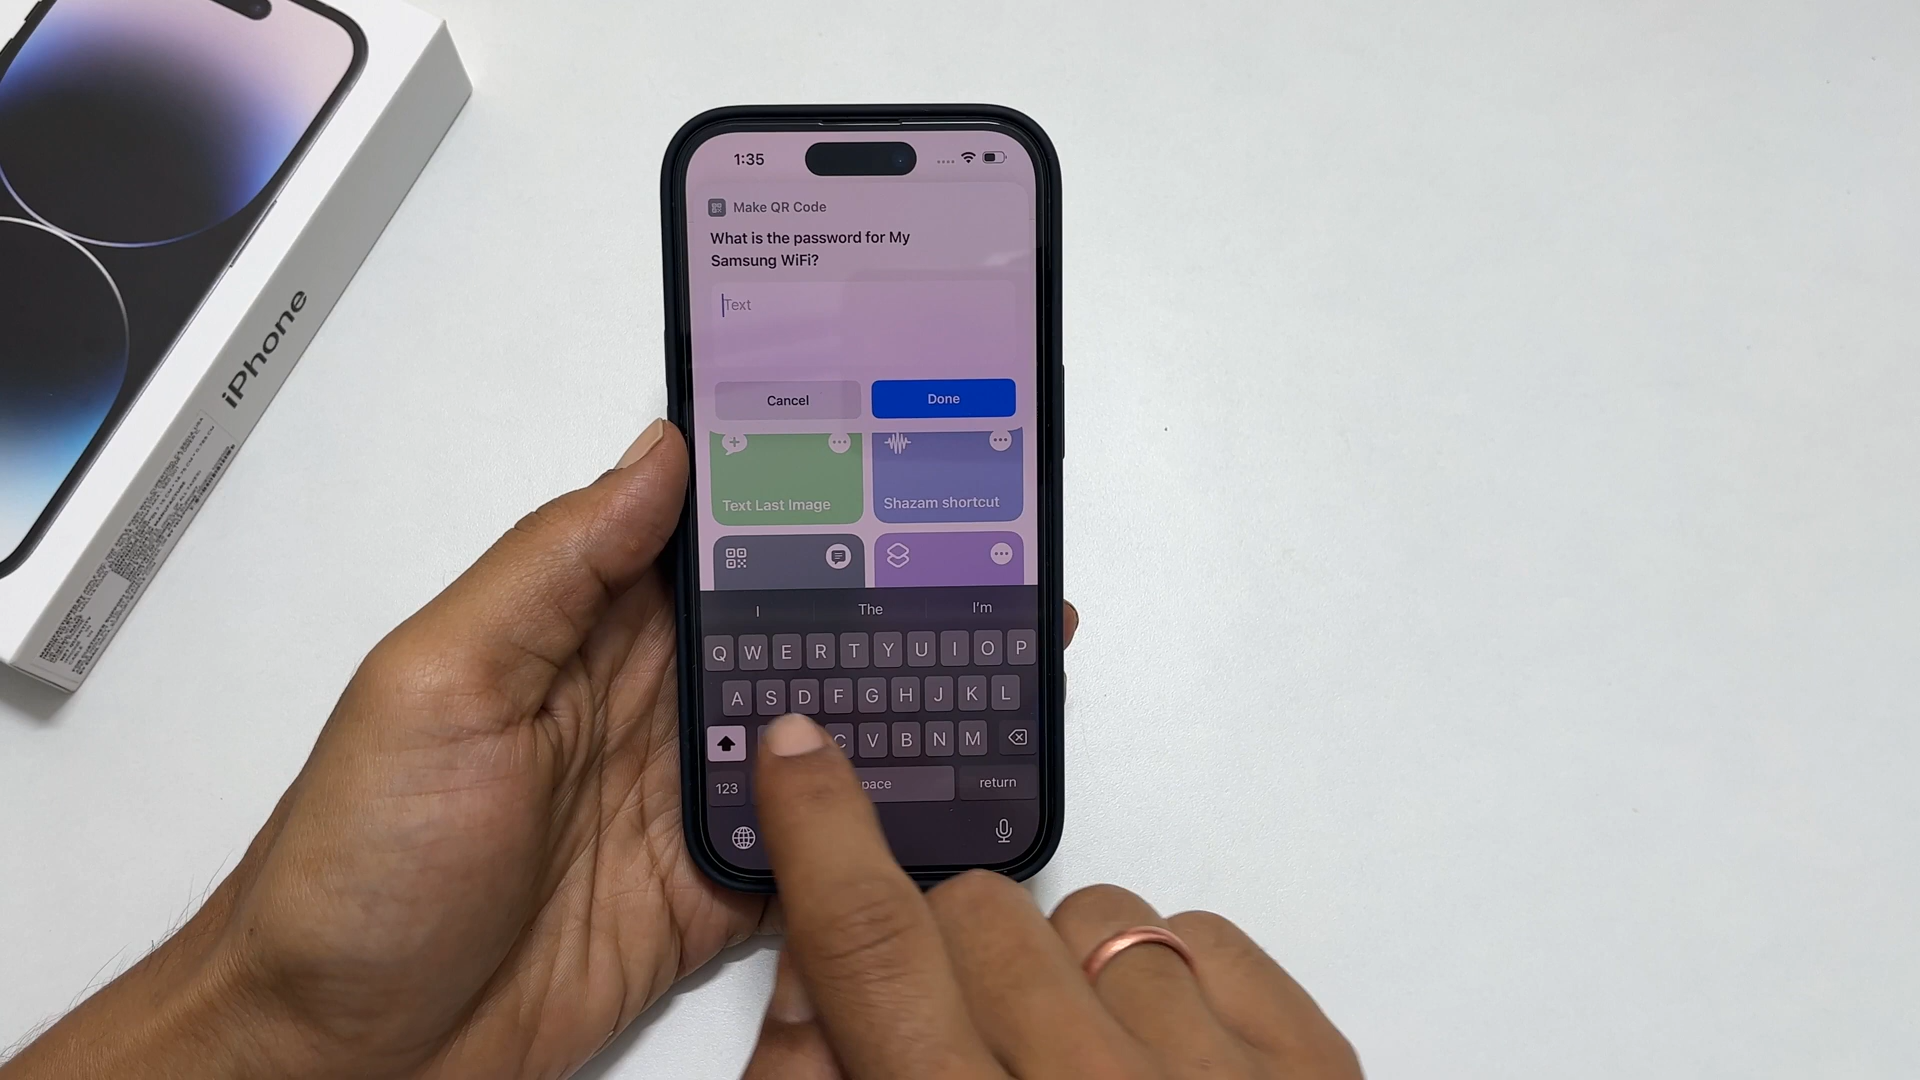 iPhone
1:35
Make QR Code
What is the password for My
Samsung WiFi?
Text
Cancel
Done
Text Last Image
Shazam shortcut
I
The
I'm
Q W E R T Y U I O P
A S D F G H J K L
C V B N M
123
pace
return